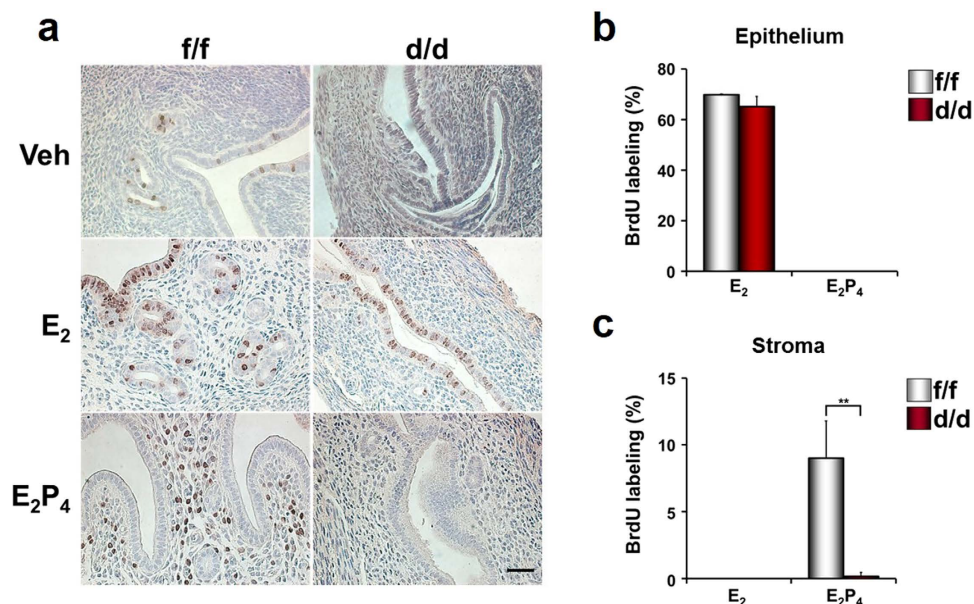 a
f/f d/d
Veh
E₂
E₂P₄
b
Epithelium
f/f
d/d
BrdU labeling (%)
80
60
40
20
0
E₂ E₂P₄
c
Stroma
f/f
d/d
BrdU labeling (%)
15
10
5
0
**
E₂ E₂P₄